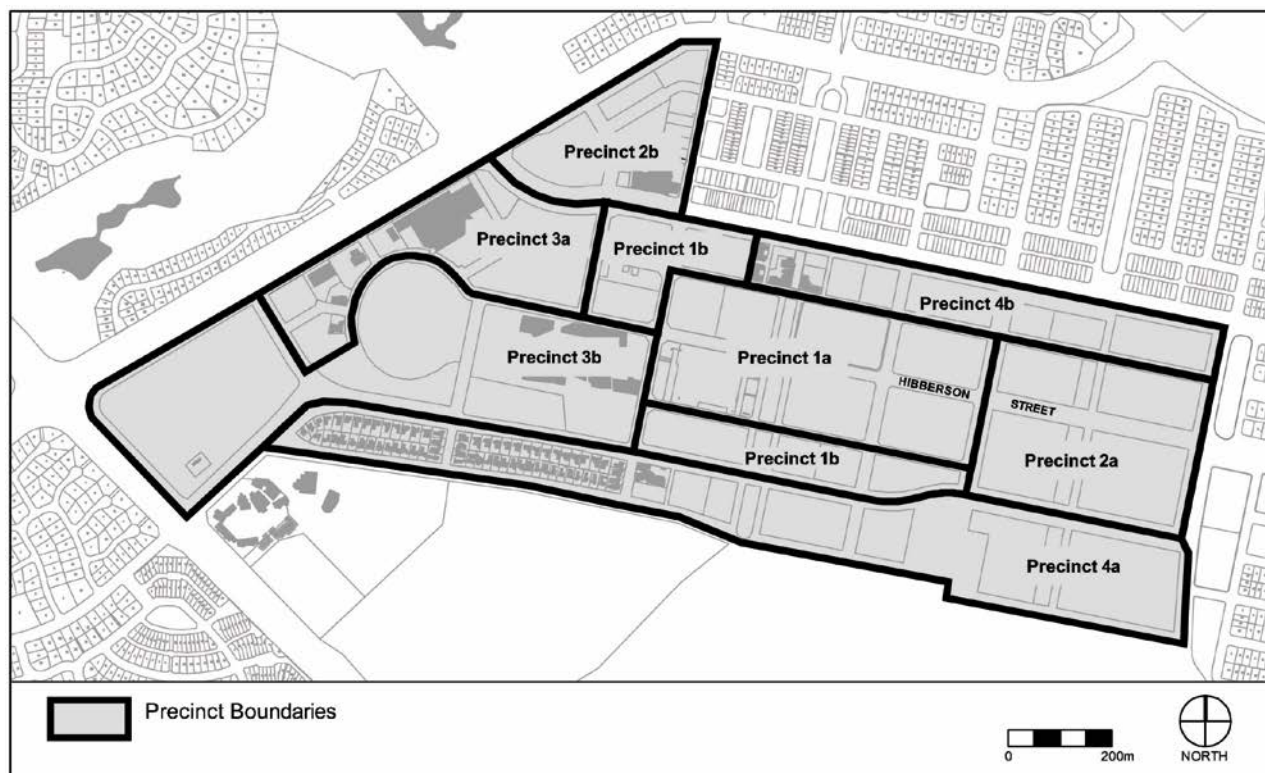 Precinct 2b
Precinct 3a
Precinct 1b
Precinct 4b
Precinct 3b
Precinct 1a
HIBBERSON
STREET
Precinct 1b
Precinct 2a
Precinct 4a
Precinct Boundaries
0
200m
NORTH